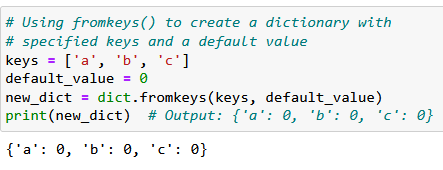 # Using fromkeys() to create a dictionary with
# specified keys and a default value
keys = ['a', 'b', 'c']
default_value = 0
new_dict = dict.fromkeys(keys, default_value)
print(new_dict)  # Output: {'a': 0, 'b': 0, 'c': 0}
{'a': 0, 'b': 0, 'c': 0}